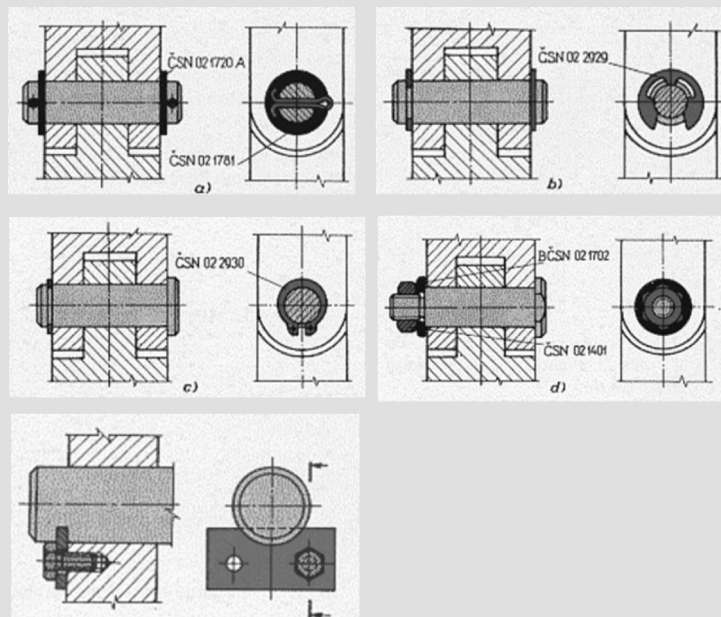 ČSN 02 1720 A
ČSN 02 1781
a)
ČSN 02 2929
b)
ČSN 02 2930
c)
BČSN 02 1702
ČSN 02 1401
d)